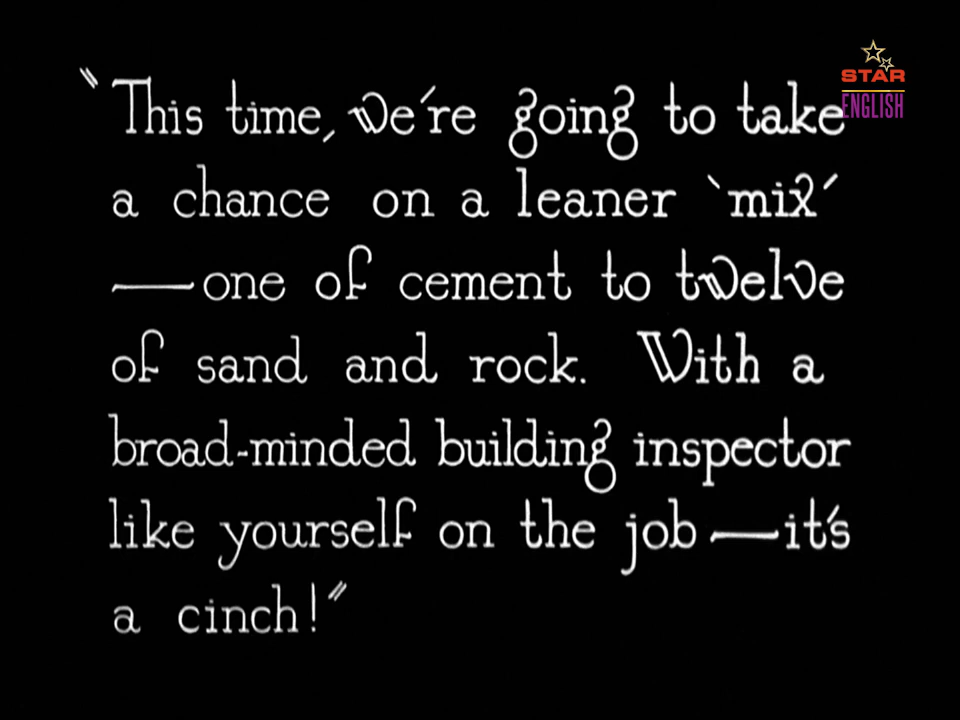 STAR
ENGLISH
"This time, we're going to take
a chance on a leaner 'mix'
—one of cement to twelve
of sand and rock. With a
broad-minded building inspector
like yourself on the job—it's
a cinch!"